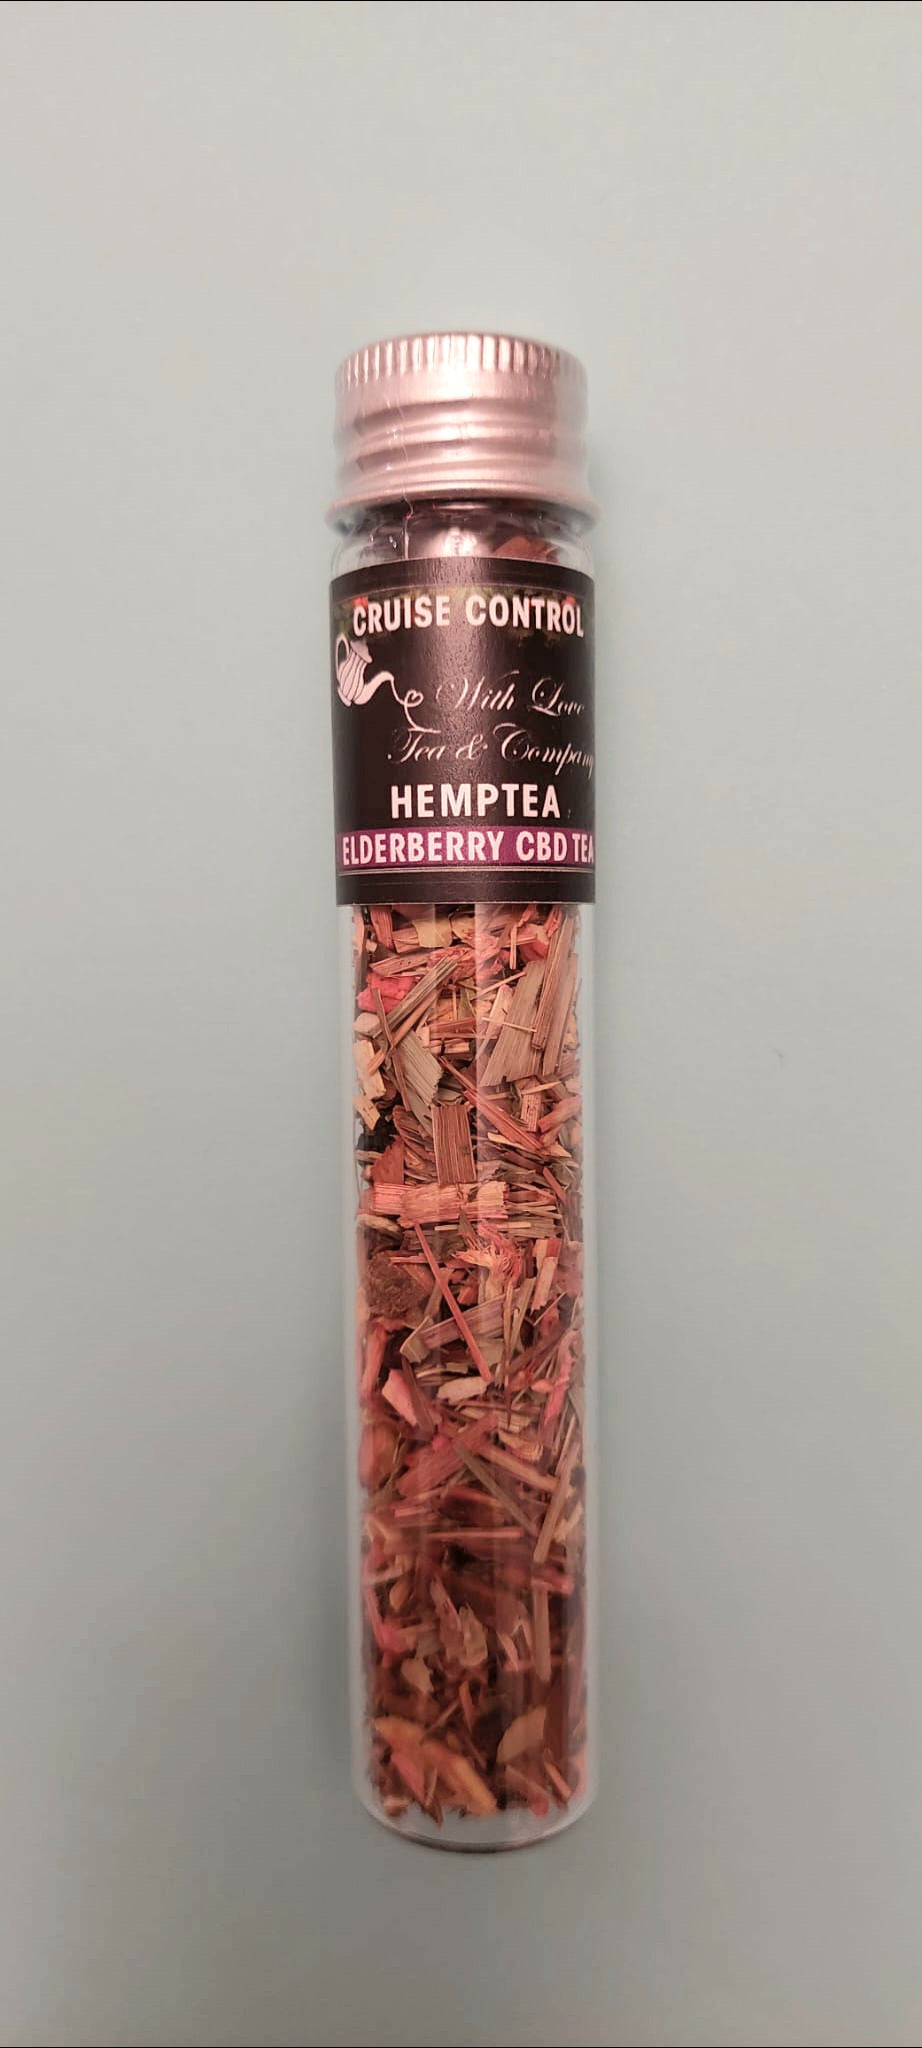 CRUISE CONTROL
With Love
Tea & Company
HEMPTEA
ELDERBERRY CBD TEA